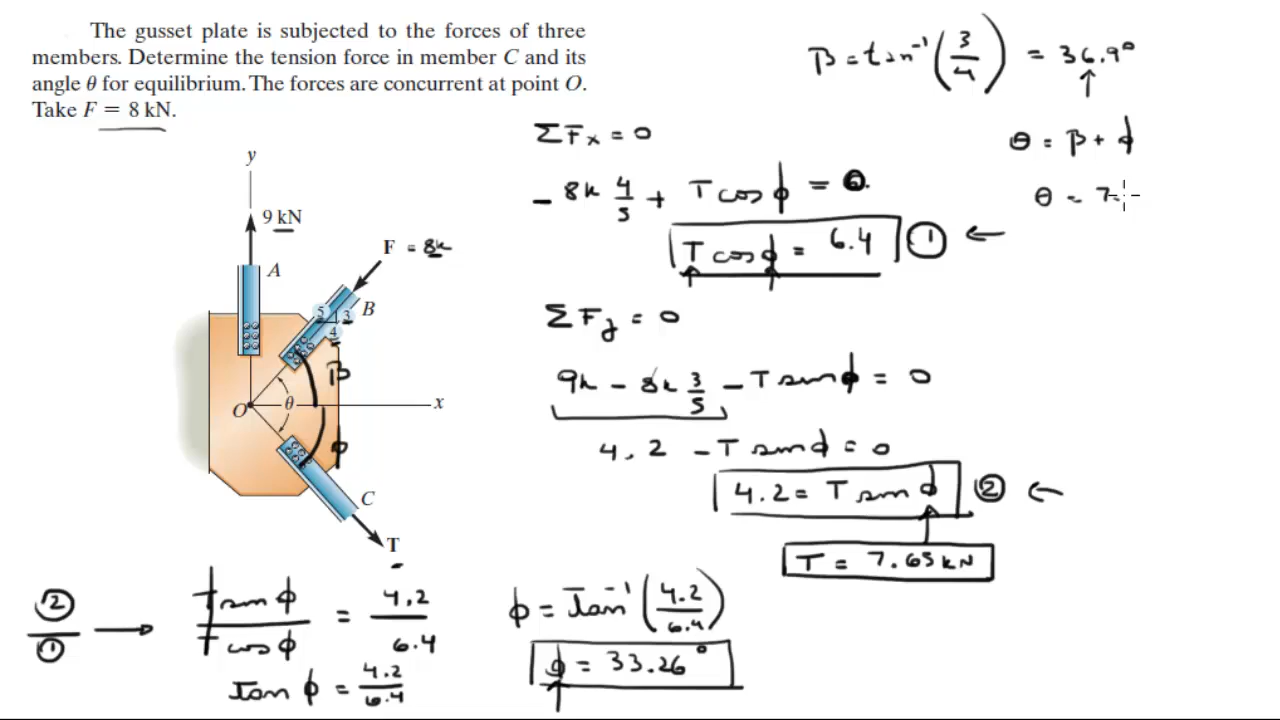 The gusset plate is subjected to the forces of three
members. Determine the tension force in member C and its
angle θ for equilibrium. The forces are concurrent at point O.
Take F = 8 kN.
y
9 kN
A
F = 8k
B
5
3
4
β
O
θ
x
ϕ
C
T
β = tan⁻¹ (3/4) = 36.9°
θ = β + ϕ
θ = 7
ΣFx = 0
- 8k 4/5 + T cos ϕ = 0.
T cos ϕ = 6.4 ①
ΣFy = 0
9k - 8k 3/5 - T sin ϕ = 0
4.2 - T sin ϕ = 0
4.2 = T sin ϕ ②
T = 7.65 kN
②/① → T sin ϕ / T cos ϕ = 4.2/6.4
Tan ϕ = 4.2/6.4
ϕ = Tan⁻¹ (4.2/6.4)
ϕ = 33.26°